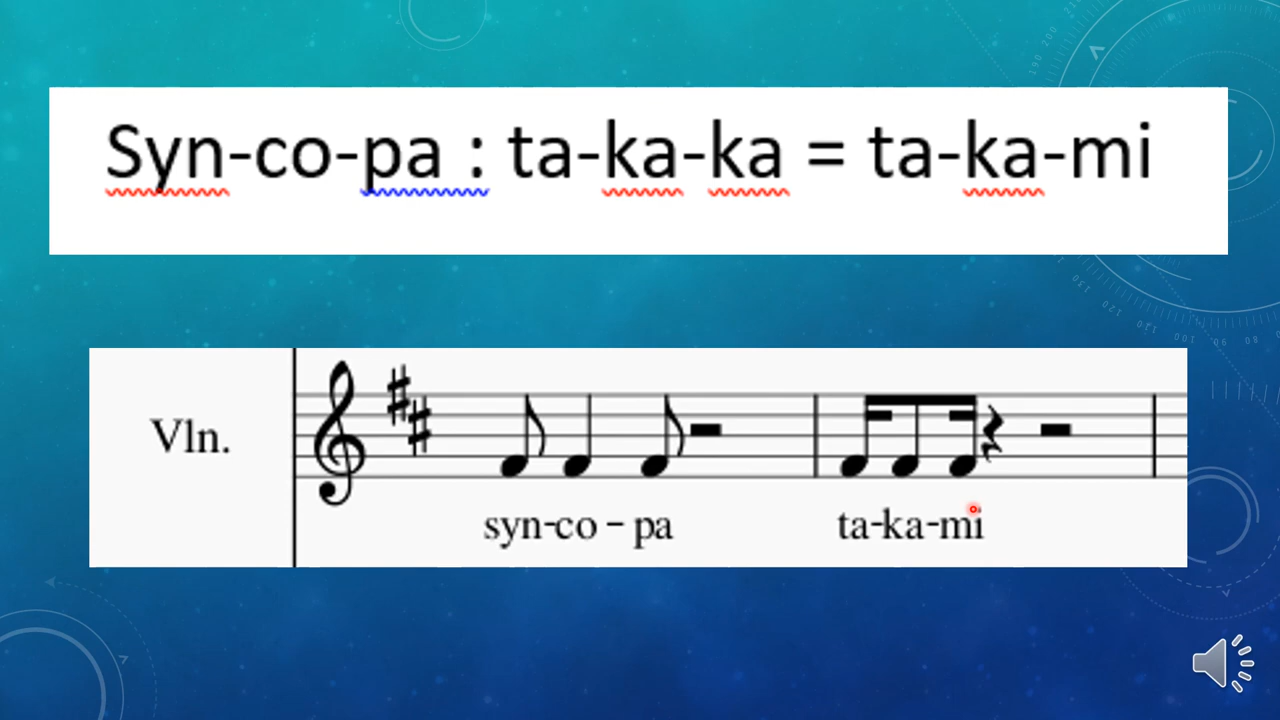 Syn-co-pa : ta-ka-ka = ta-ka-mi
Vln.
syn-co - pa ta-ka-mi